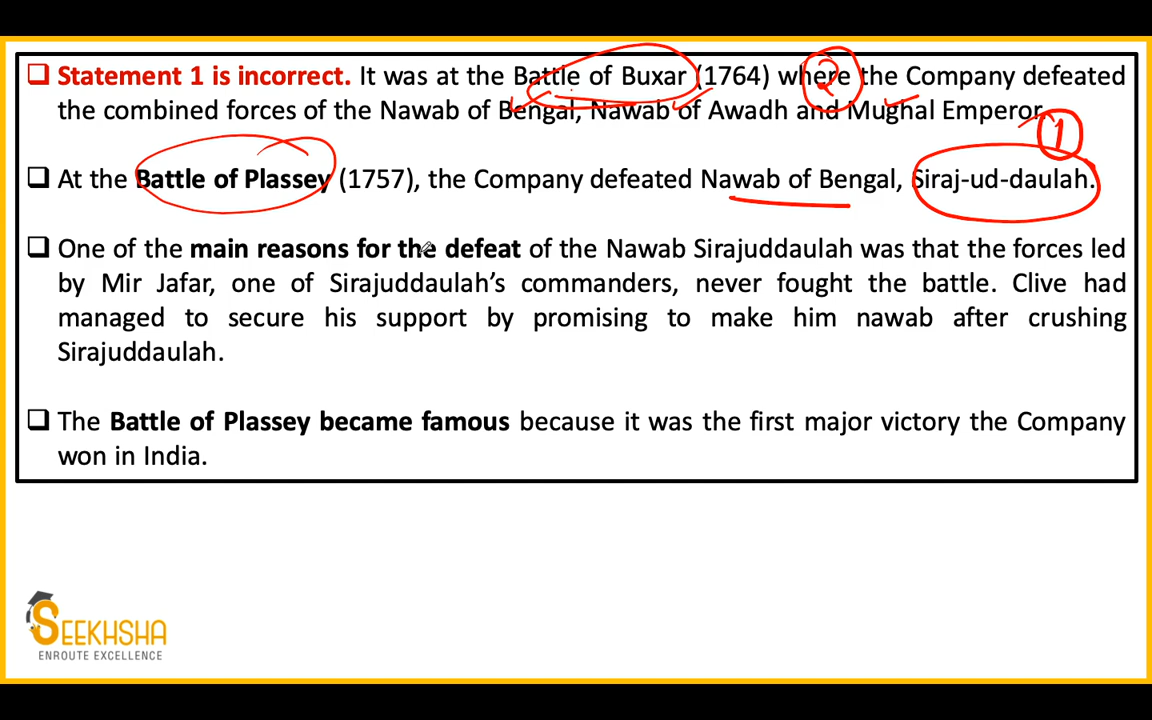 ❑ Statement 1 is incorrect. It was at the Battle of Buxar (1764) where the Company defeated
the combined forces of the Nawab of Bengal, Nawab of Awadh and Mughal Emperor.
2
1
❑ At the Battle of Plassey (1757), the Company defeated Nawab of Bengal, Siraj-ud-daulah.
❑ One of the main reasons for the defeat of the Nawab Sirajuddaulah was that the forces led
by Mir Jafar, one of Sirajuddaulah’s commanders, never fought the battle. Clive had
managed to secure his support by promising to make him nawab after crushing
Sirajuddaulah.
❑ The Battle of Plassey became famous because it was the first major victory the Company
won in India.
SEEKHSHA
ENROUTE EXCELLENCE